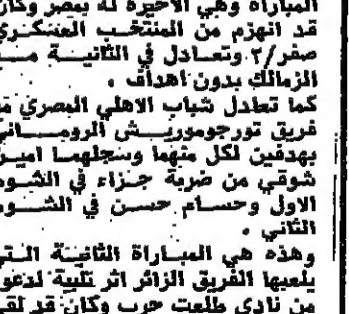 المباراة وهي الاخيرة له بمصر وكان
قد انهزم من المنتخب العسكري
صفر/٢ وتعادل في الثانية مع
الزمالك بدون اهداف .
كما تعادل شباب الاهلي المصري مع
فريق تورجوموريش الروماني
بهدفين لكل منهما وسجلهما امين
شوقي من ضربة جزاء في الشوط
الاول وحسام حسن في الشوط
الثاني .
وهذه هي المباراة الثانية التي
يلعبها الفريق الزائر اثر تلبية لدعوة
من نادي طلعت حرب وكان قد لقي